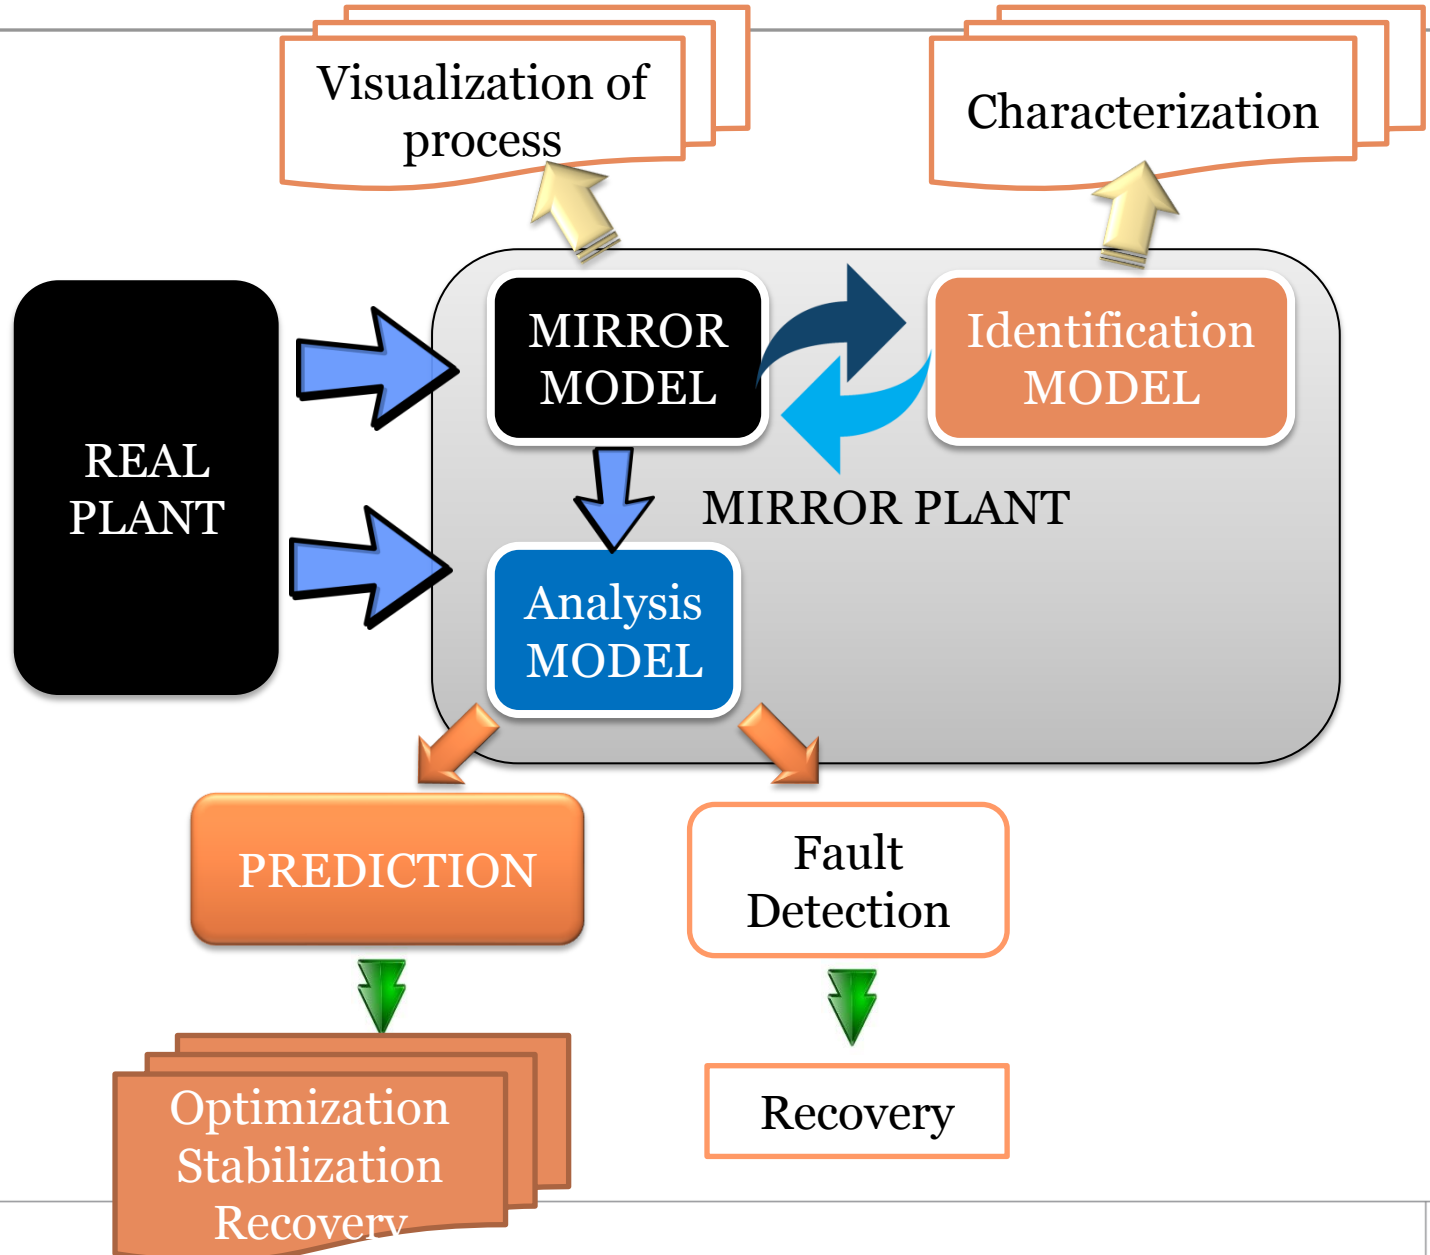 Visualization of
process
Characterization
MIRROR
MODEL
Identification
MODEL
REAL
PLANT
MIRROR PLANT
Analysis
MODEL
PREDICTION
Fault
Detection
Optimization
Stabilization
Recovery
Recovery